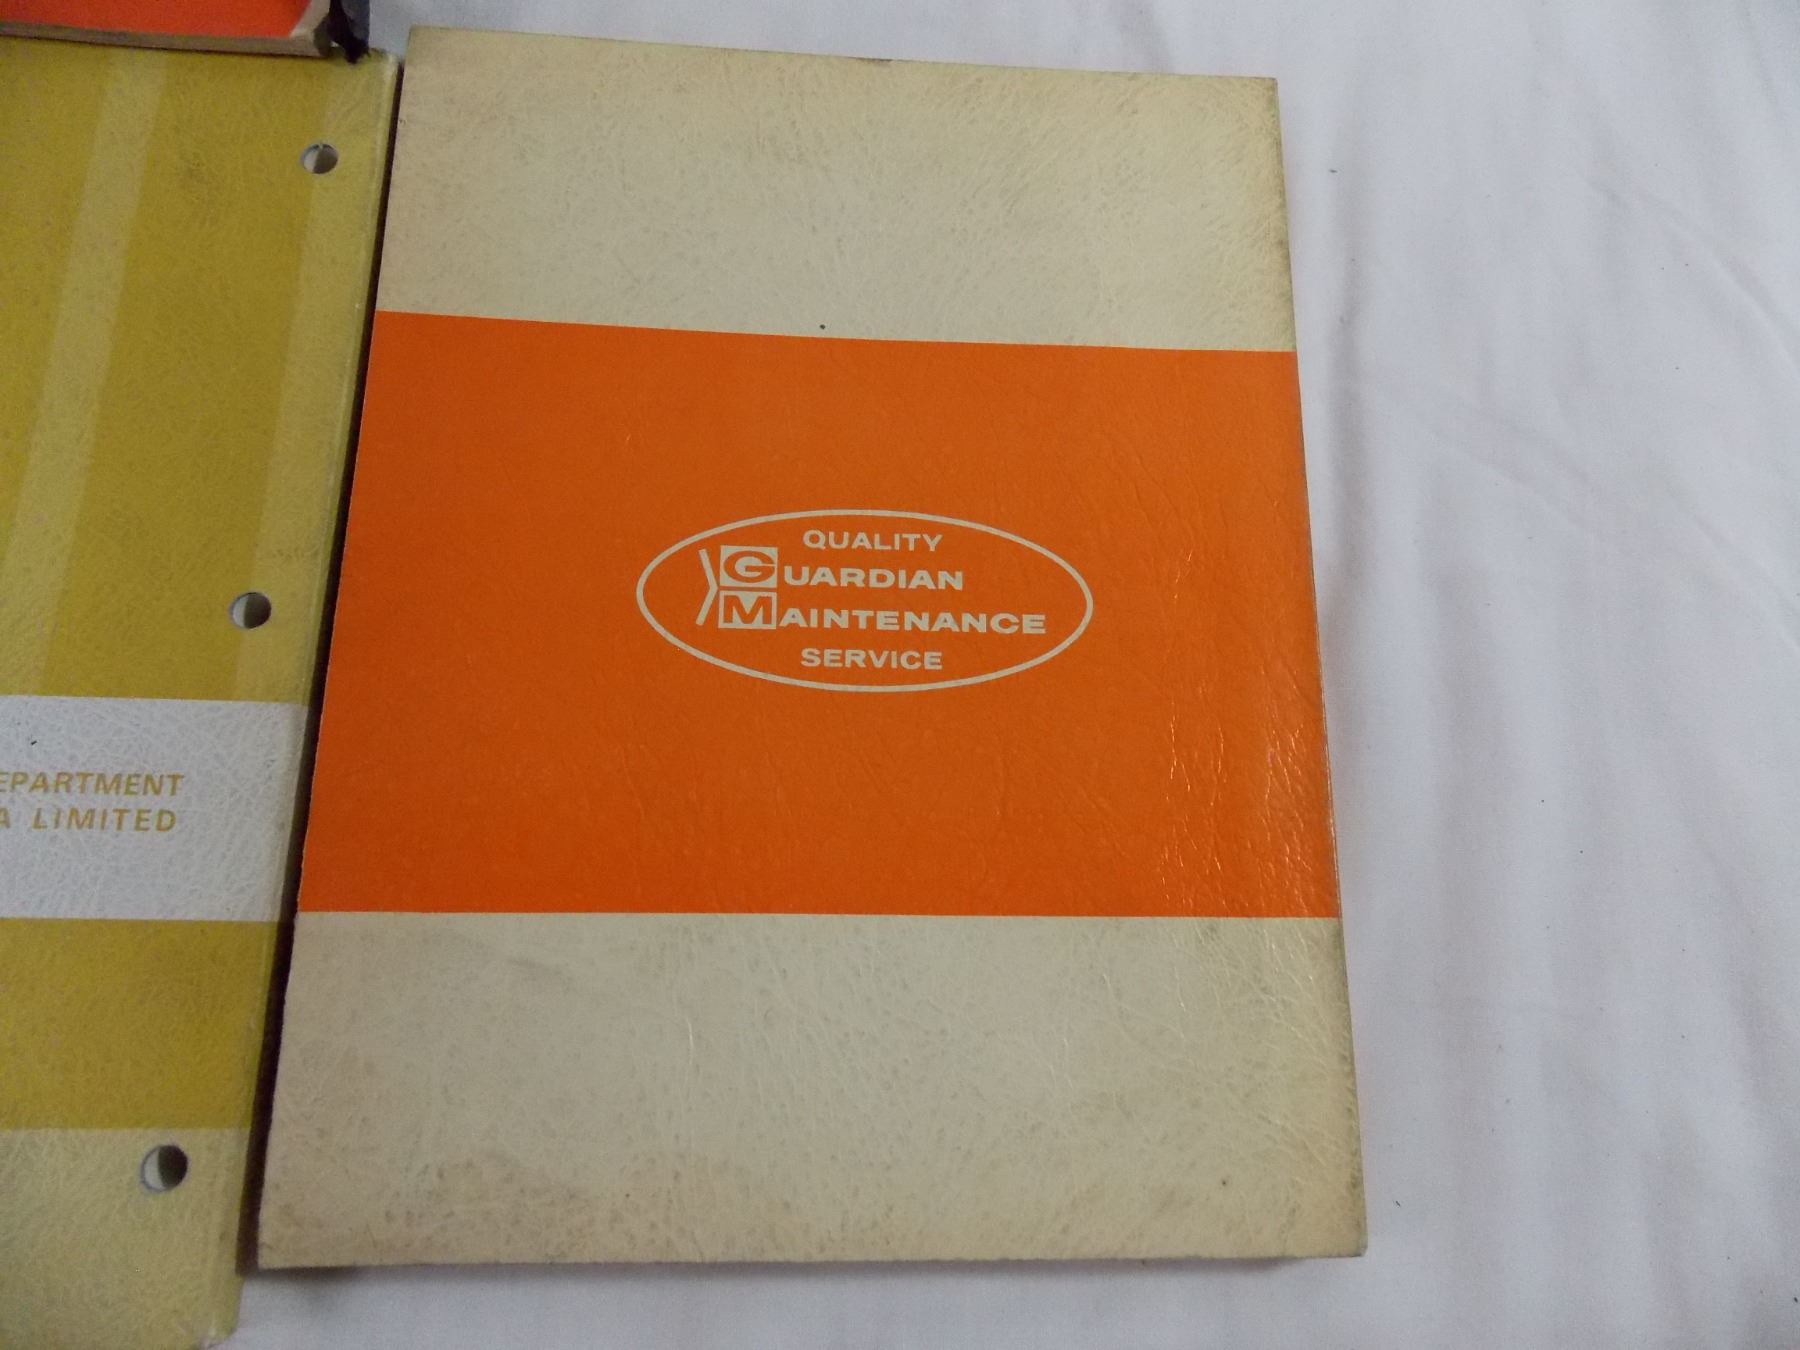 EPARTMENT
A LIMITED
QUALITY
GUARDIAN
MAINTENANCE
SERVICE